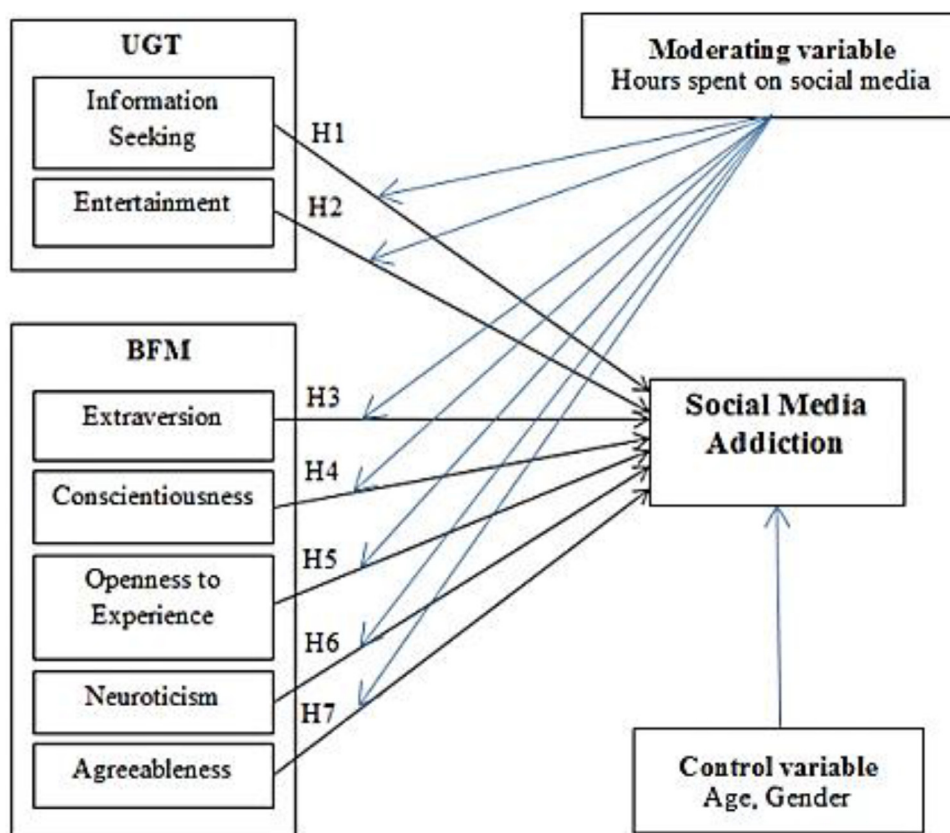 UGT
Information
Seeking
Entertainment
H1
H2
Moderating variable
Hours spent on social media
BFM
Extraversion
Conscientiousness
Openness to
Experience
Neuroticism
Agreeableness
H3
H4
H5
H6
H7
Social Media
Addiction
Control variable
Age, Gender